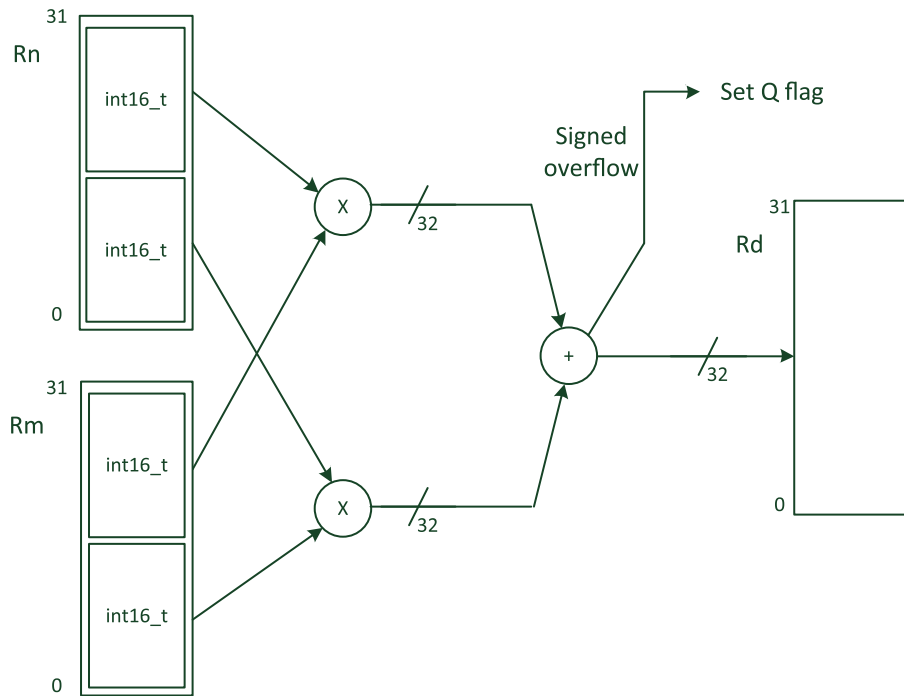 31
Rn
int16_t
int16_t
0
X
32
Signed
overflow
Set Q flag
31
Rm
int16_t
int16_t
0
X
32
+
32
31
Rd
0